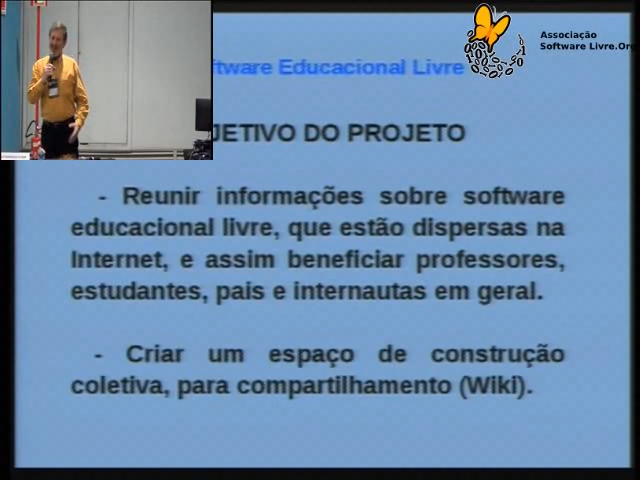 Associação
Software Livre.Or
ftware Educacional Livre
JETIVO DO PROJETO
- Reunir informações sobre software
educacional livre, que estão dispersas na
Internet, e assim beneficiar professores,
estudantes, pais e internautas em geral.
- Criar um espaço de construção
coletiva, para compartilhamento (Wiki).